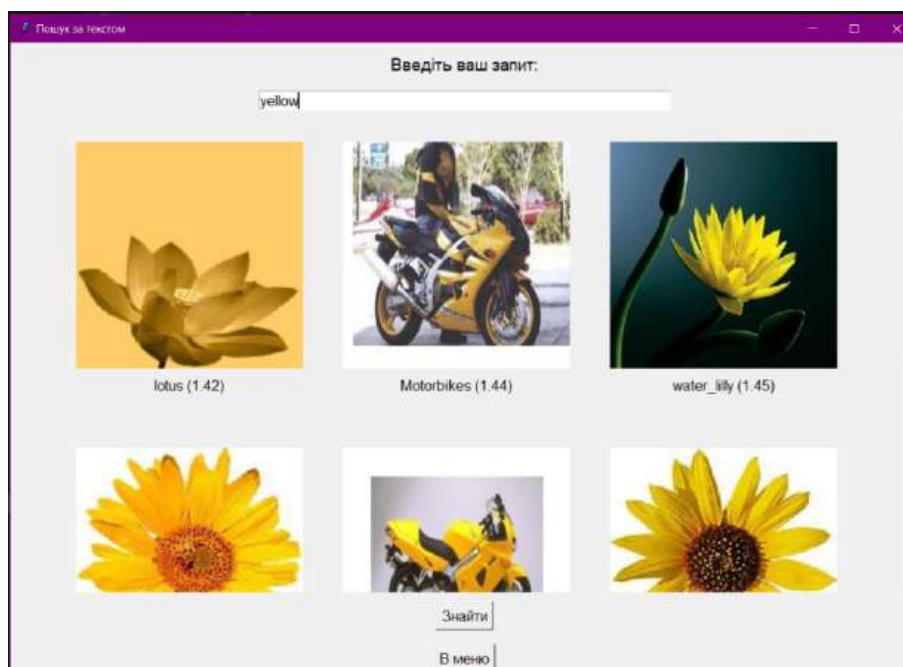 Пошук за текстом
Введіть ваш запит:
yellow
lotus (1.42)
Motorbikes (1.44)
water_lilly (1.45)
Знайти
В меню